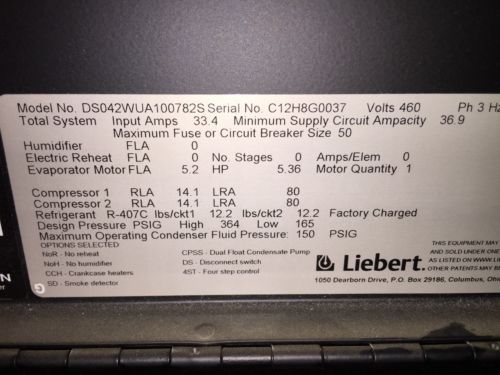 Model No. DS042WUA100782S Serial No. C12H8G0037 Volts 460 Ph 3 Hz
Total System Input Amps 33.4 Minimum Supply Circuit Ampacity 36.9
Maximum Fuse or Circuit Breaker Size 50
Humidifier FLA 0
Electric Reheat FLA 0 No. Stages 0 Amps/Elem 0
Evaporator Motor FLA 5.2 HP 5.36 Motor Quantity 1
Compressor 1 RLA 14.1 LRA 80
Compressor 2 RLA 14.1 LRA 80
Refrigerant R-407C lbs/ckt1 12.2 lbs/ckt2 12.2 Factory Charged
Design Pressure PSIG High 364 Low 165
Maximum Operating Condenser Fluid Pressure: 150 PSIG
OPTIONS SELECTED
NoR - No reheat CPSS - Dual Float Condensate Pump
NoH - No humidifier DS - Disconnect switch
CCH - Crankcase heaters 4ST - Four step control
SD - Smoke detector
THIS EQUIPMENT MAY
AND OR
AS LISTED ON WWW.LI
OTHER PATENTS MAY BE
Liebert.
1050 Dearborn Drive, P.O. Box 29186, Columbus, Ohio